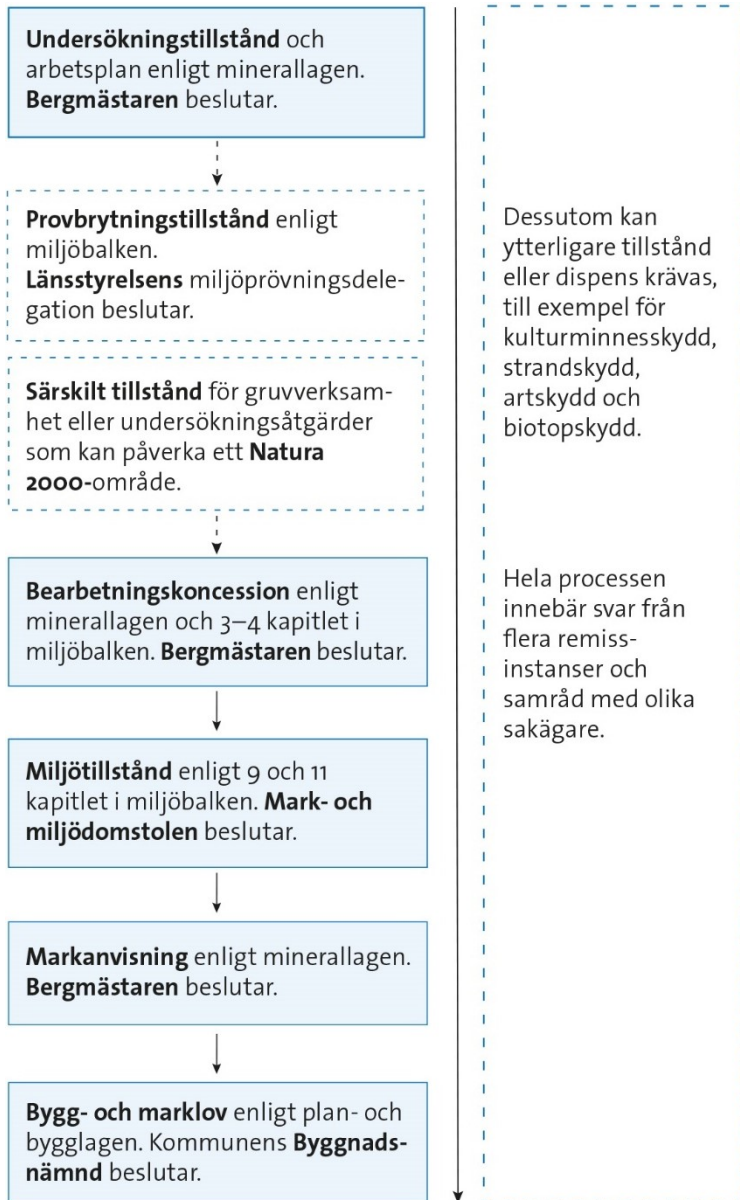 Undersökningstillstånd och
arbetsplan enligt minerallagen.
Bergmästaren beslutar.
Provbrytningstillstånd enligt
miljöbalken.
Länsstyrelsens miljöprövningsdele-
gation beslutar.
Särskilt tillstånd för gruvverksam-
het eller undersökningsåtgärder
som kan påverka ett Natura
2000-område.
Bearbetningskoncession enligt
minerallagen och 3–4 kapitlet i
miljöbalken. Bergmästaren beslutar.
Miljötillstånd enligt 9 och 11
kapitlet i miljöbalken. Mark- och
miljödomstolen beslutar.
Markanvisning enligt minerallagen.
Bergmästaren beslutar.
Bygg- och marklov enligt plan- och
bygglagen. Kommunens Byggnads-
nämnd beslutar.
Dessutom kan
ytterligare tillstånd
eller dispens krävas,
till exempel för
kulturminnesskydd,
strandskydd,
artskydd och
biotopskydd.
Hela processen
innebär svar från
flera remiss-
instanser och
samråd med olika
sakägare.